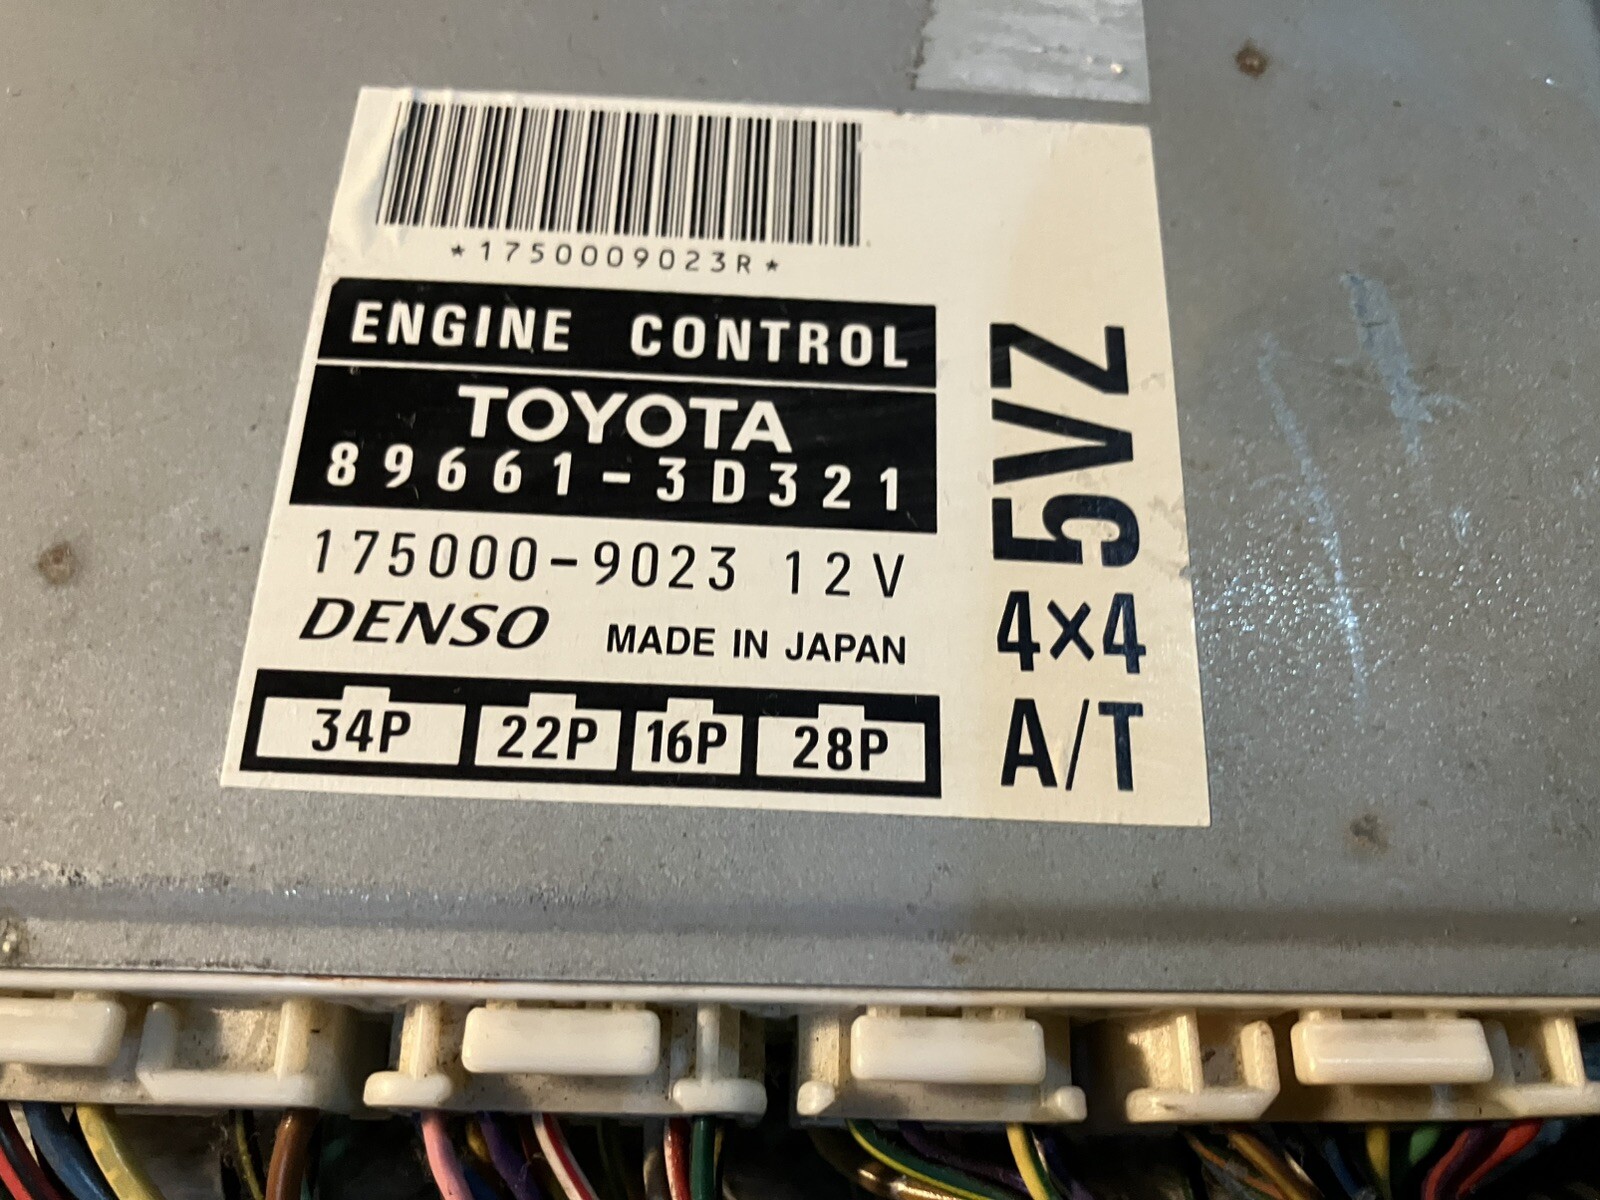 *1750009023R*
ENGINE CONTROL
TOYOTA
89661-3D321
175000-9023 12V
DENSO MADE IN JAPAN
34P 22P 16P 28P
5VZ
4×4
A/T